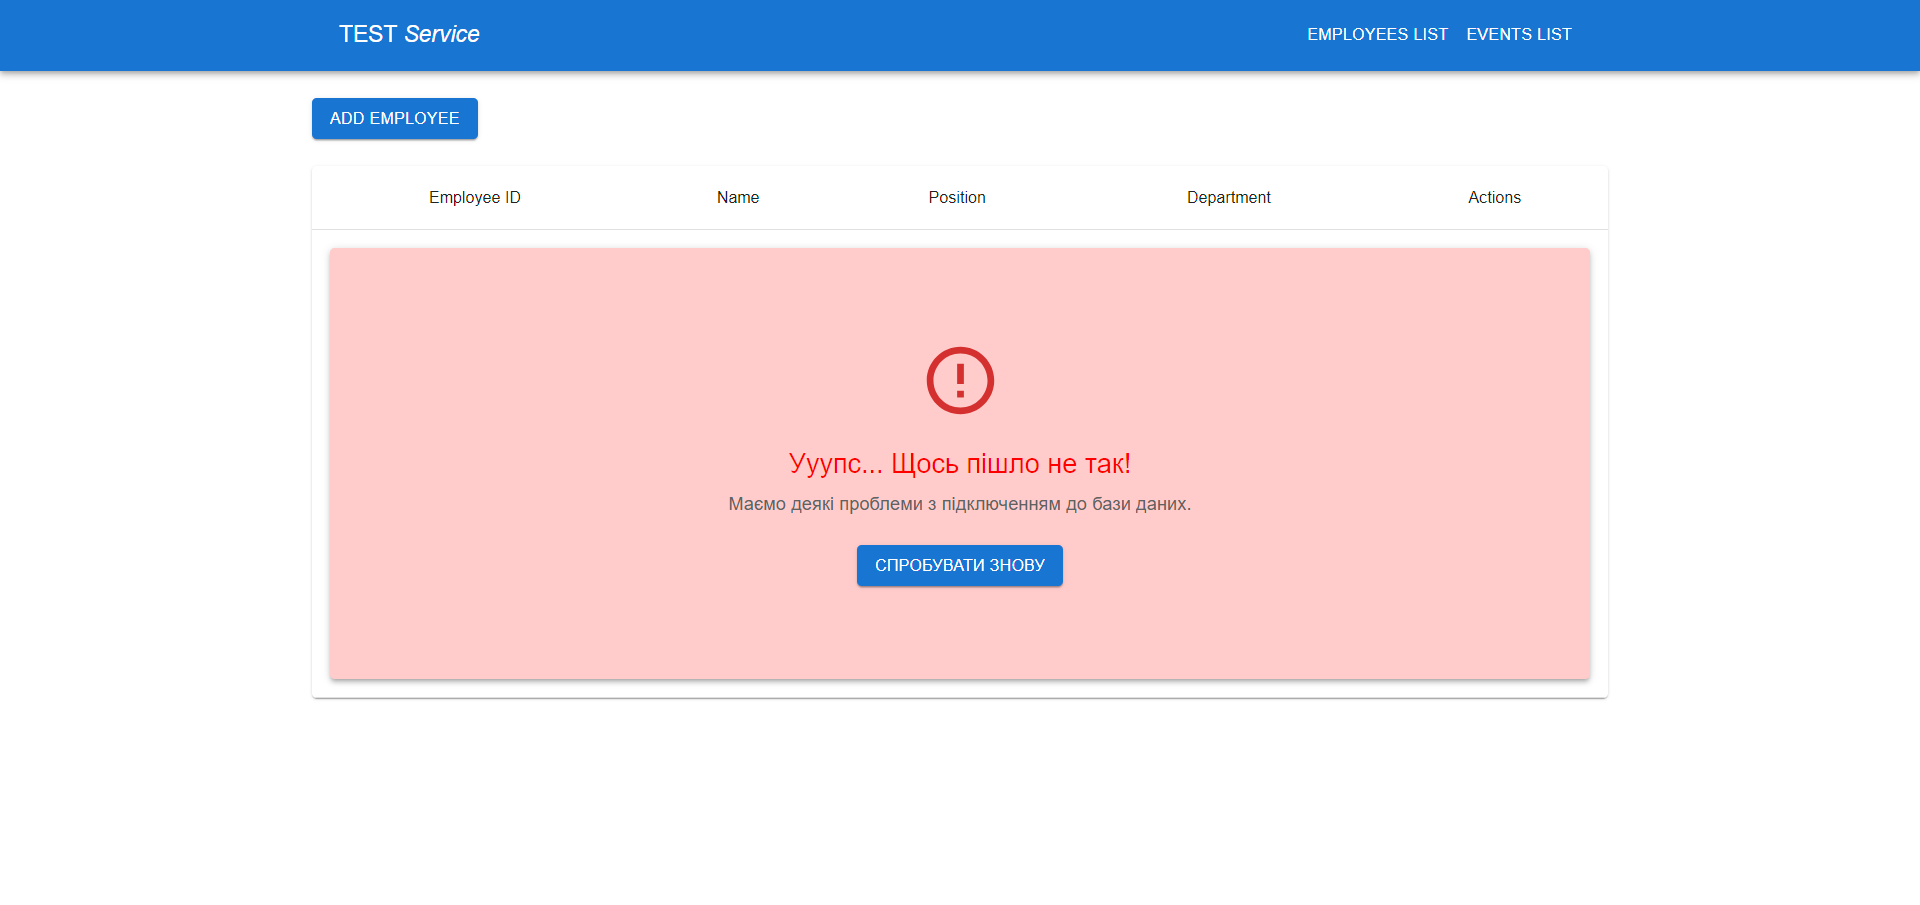 TEST Service
EMPLOYEES LIST EVENTS LIST
ADD EMPLOYEE
Employee ID Name Position Department Actions
Ууупс... Щось пішло не так!
Маємо деякі проблеми з підключенням до бази даних.
СПРОБУВАТИ ЗНОВУ